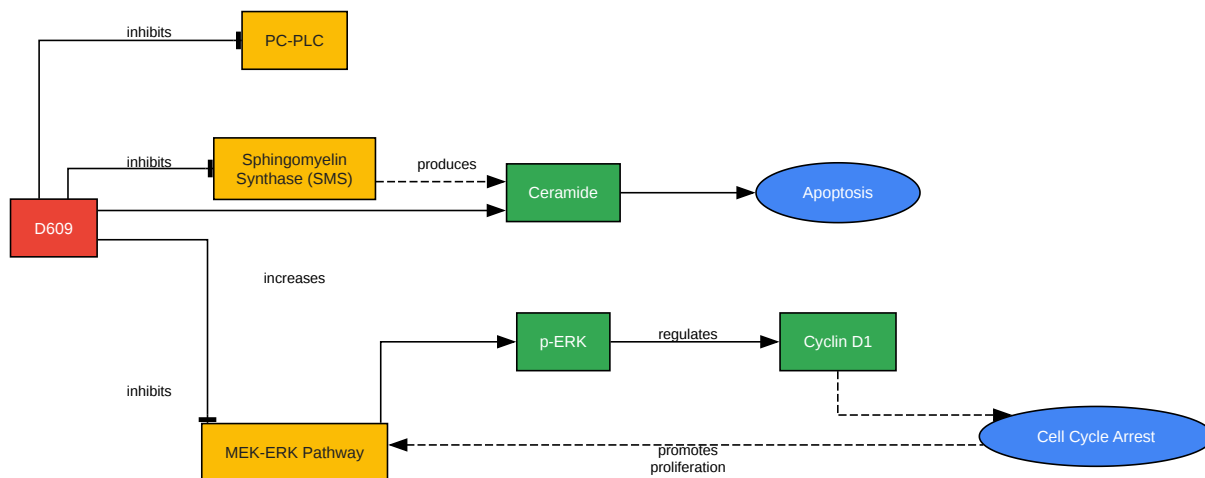 inhibits
PC-PLC
inhibits
Sphingomyelin
Synthase (SMS)
produces
Ceramide
Apoptosis
D609
increases
p-ERK
regulates
Cyclin D1
inhibits
MEK-ERK Pathway
promotes
proliferation
Cell Cycle Arrest